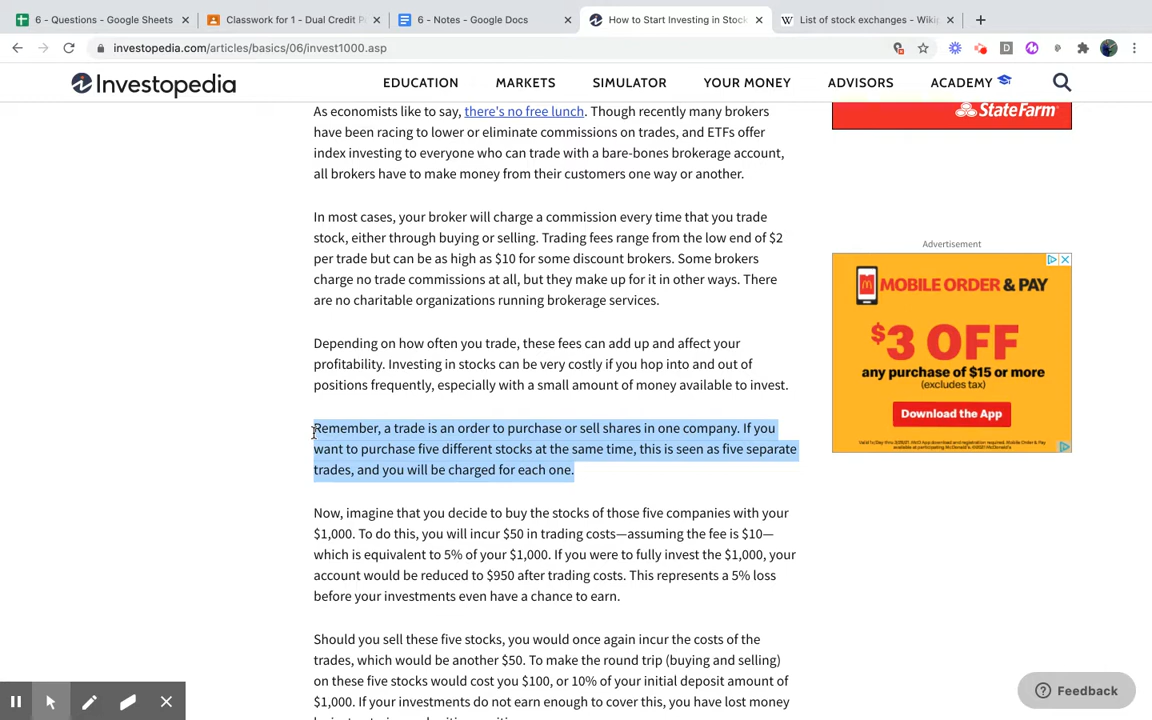 6 - Questions - Google Sheets
Classwork for 1 - Dual Credit P
6 - Notes - Google Docs
How to Start Investing in Stock
List of stock exchanges - Wiki
investopedia.com/articles/basics/06/invest1000.asp
Investopedia
EDUCATION
MARKETS
SIMULATOR
YOUR MONEY
ADVISORS
ACADEMY
As economists like to say, there's no free lunch. Though recently many brokers
have been racing to lower or eliminate commissions on trades, and ETFs offer
index investing to everyone who can trade with a bare-bones brokerage account,
all brokers have to make money from their customers one way or another.
In most cases, your broker will charge a commission every time that you trade
stock, either through buying or selling. Trading fees range from the low end of $2
per trade but can be as high as $10 for some discount brokers. Some brokers
charge no trade commissions at all, but they make up for it in other ways. There
are no charitable organizations running brokerage services.
Depending on how often you trade, these fees can add up and affect your
profitability. Investing in stocks can be very costly if you hop into and out of
positions frequently, especially with a small amount of money available to invest.
Remember, a trade is an order to purchase or sell shares in one company. If you
want to purchase five different stocks at the same time, this is seen as five separate
trades, and you will be charged for each one.
Now, imagine that you decide to buy the stocks of those five companies with your
$1,000. To do this, you will incur $50 in trading costs—assuming the fee is $10—
which is equivalent to 5% of your $1,000. If you were to fully invest the $1,000, your
account would be reduced to $950 after trading costs. This represents a 5% loss
before your investments even have a chance to earn.
Should you sell these five stocks, you would once again incur the costs of the
trades, which would be another $50. To make the round trip (buying and selling)
on these five stocks would cost you $100, or 10% of your initial deposit amount of
$1,000. If your investments do not earn enough to cover this, you have lost money
StateFarm
Advertisement
MOBILE ORDER & PAY
$3 OFF
any purchase of $15 or more
(excludes tax)
Download the App
Feedback